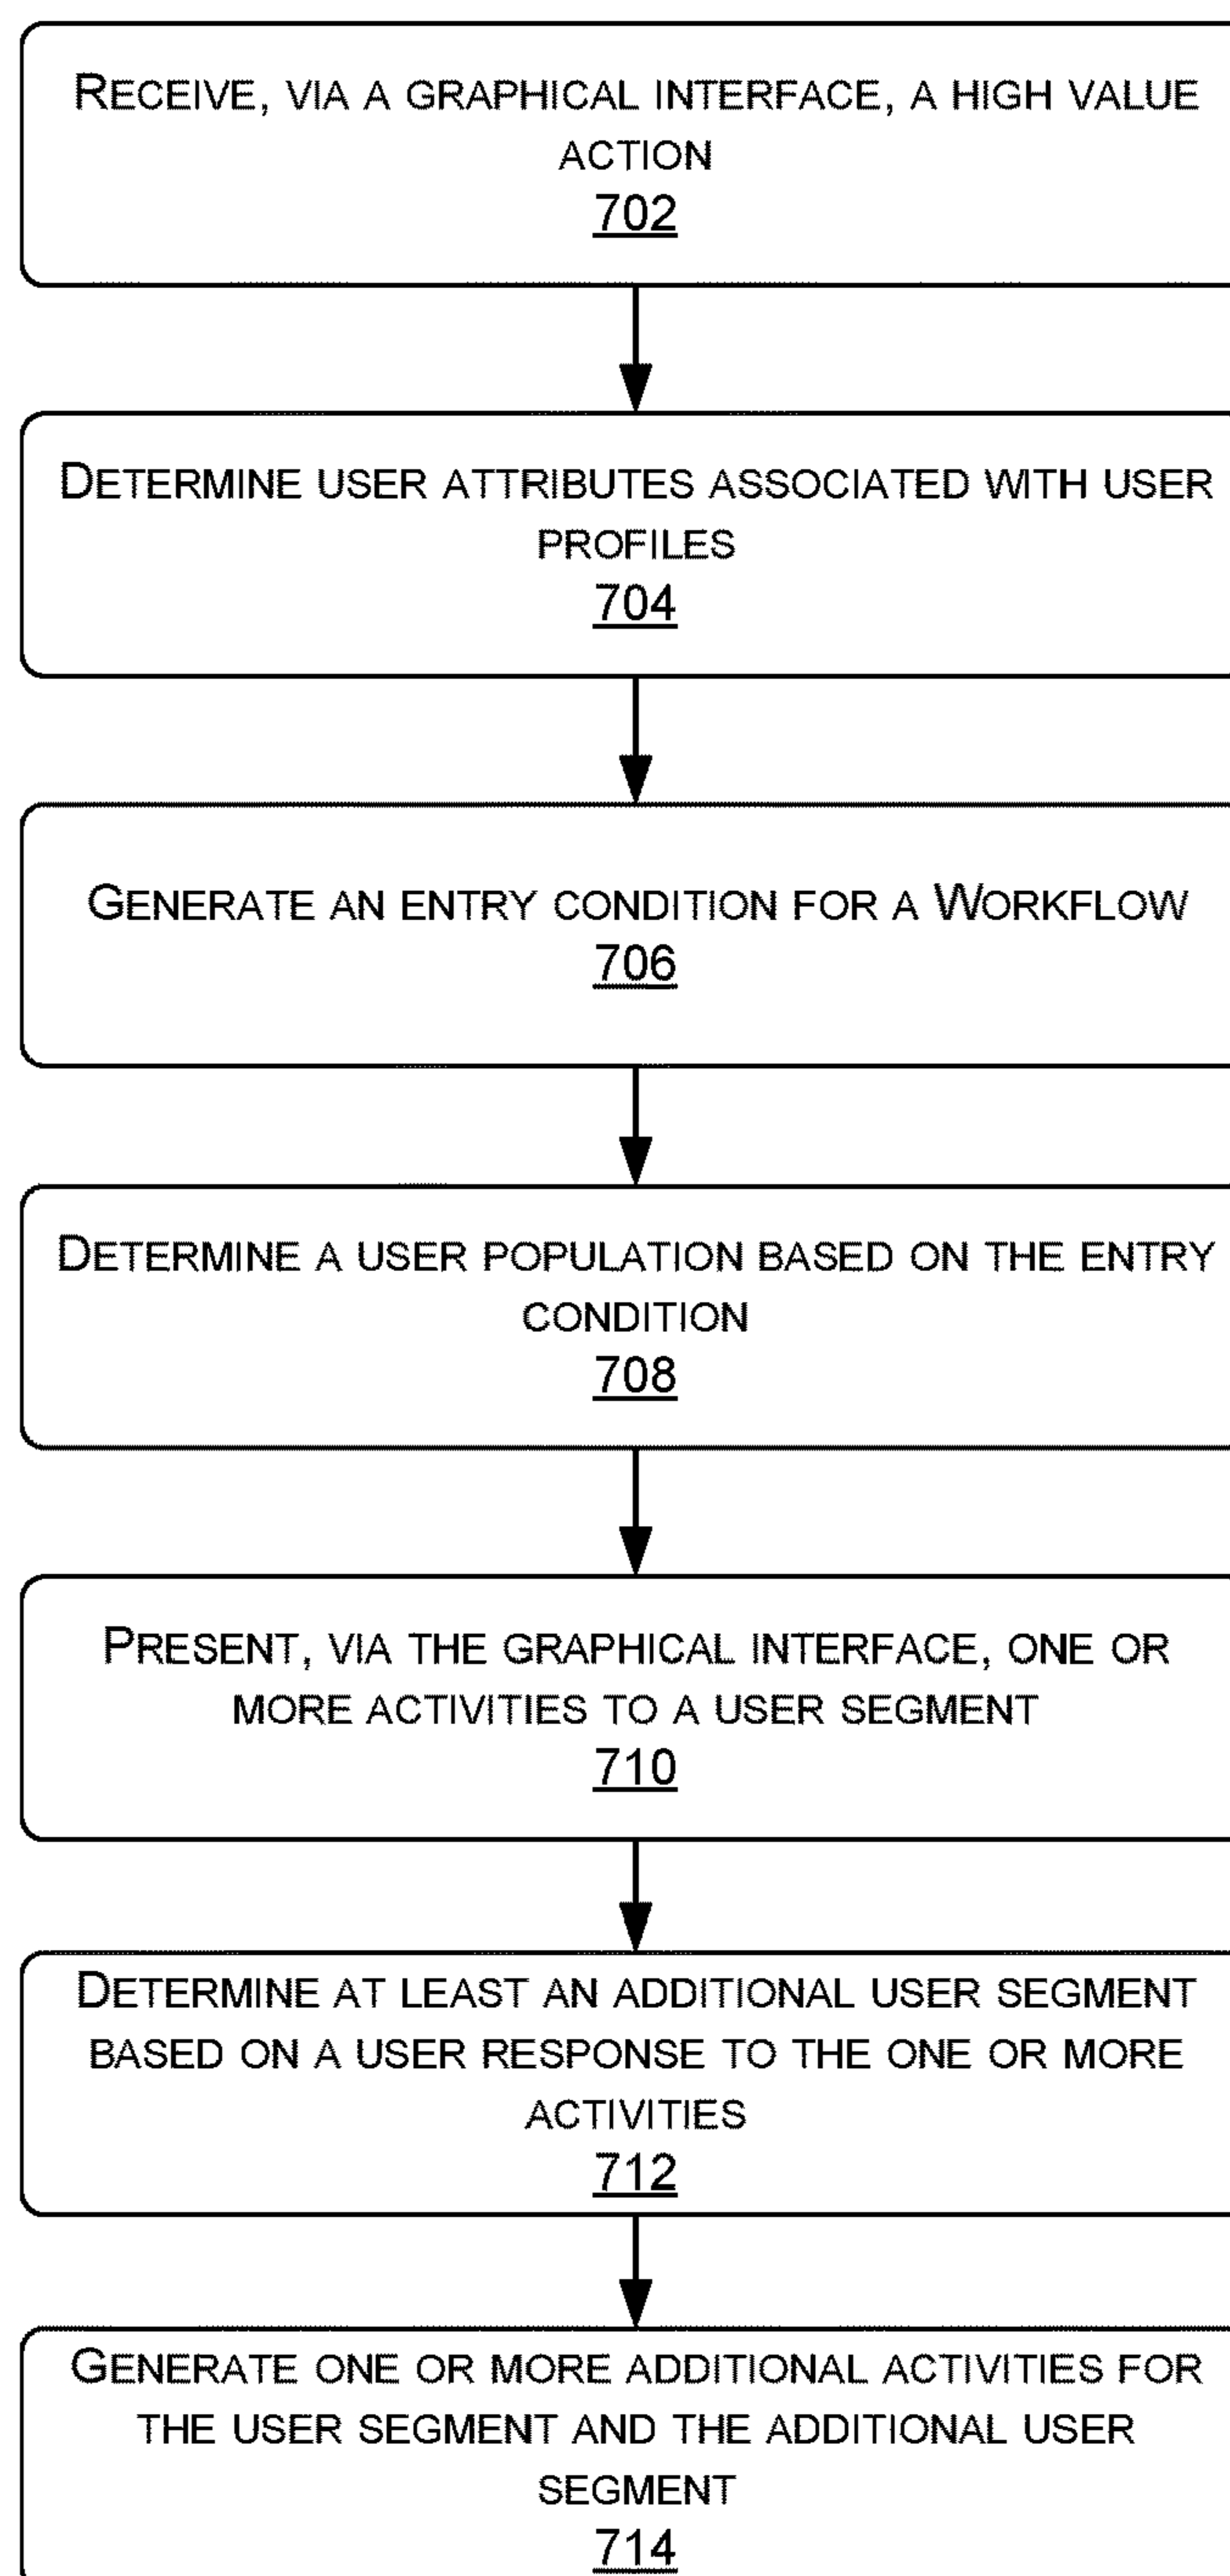 RECEIVE, VIA A GRAPHICAL INTERFACE, A HIGH VALUE
ACTION
702
DETERMINE USER ATTRIBUTES ASSOCIATED WITH USER
PROFILES
704
GENERATE AN ENTRY CONDITION FOR A WORKFLOW
706
DETERMINE A USER POPULATION BASED ON THE ENTRY
CONDITION
708
PRESENT, VIA THE GRAPHICAL INTERFACE, ONE OR
MORE ACTIVITIES TO A USER SEGMENT
710
DETERMINE AT LEAST AN ADDITIONAL USER SEGMENT
BASED ON A USER RESPONSE TO THE ONE OR MORE
ACTIVITIES
712
GENERATE ONE OR MORE ADDITIONAL ACTIVITIES FOR
THE USER SEGMENT AND THE ADDITIONAL USER
SEGMENT
714